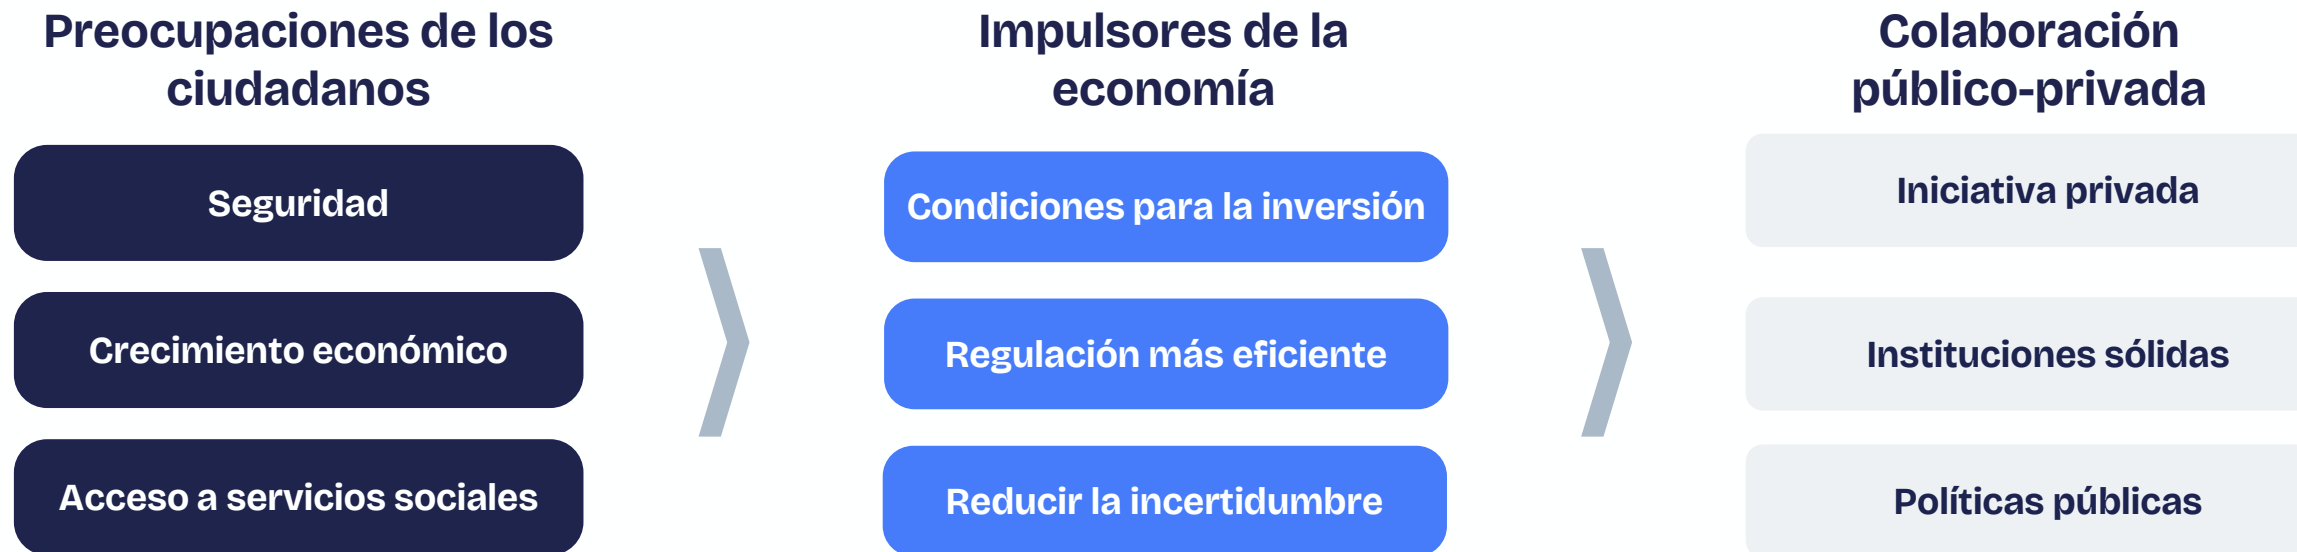 Preocupaciones de los
ciudadanos
Seguridad
Crecimiento económico
Acceso a servicios sociales
Impulsores de la
economía
Condiciones para la inversión
Regulación más eficiente
Reducir la incertidumbre
Colaboración
público-privada
Iniciativa privada
Instituciones sólidas
Políticas públicas